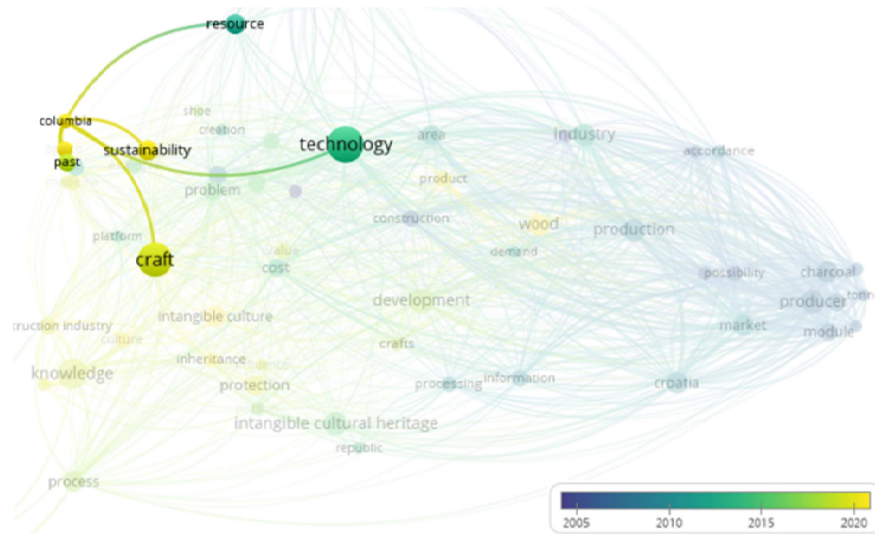 resource
columbia
shoe
creation
technology
area
industry
accordance
sustainability
past
product
problem
construction
wood
production
platform
craft
value
cost
demand
possibility
charcoal
producer
development
market
module
intangible culture
truction industry
culture
crafts
inheritance
knowledge
protection
processing
information
croatia
intangible cultural heritage
republic
process
2005
2010
2015
2020